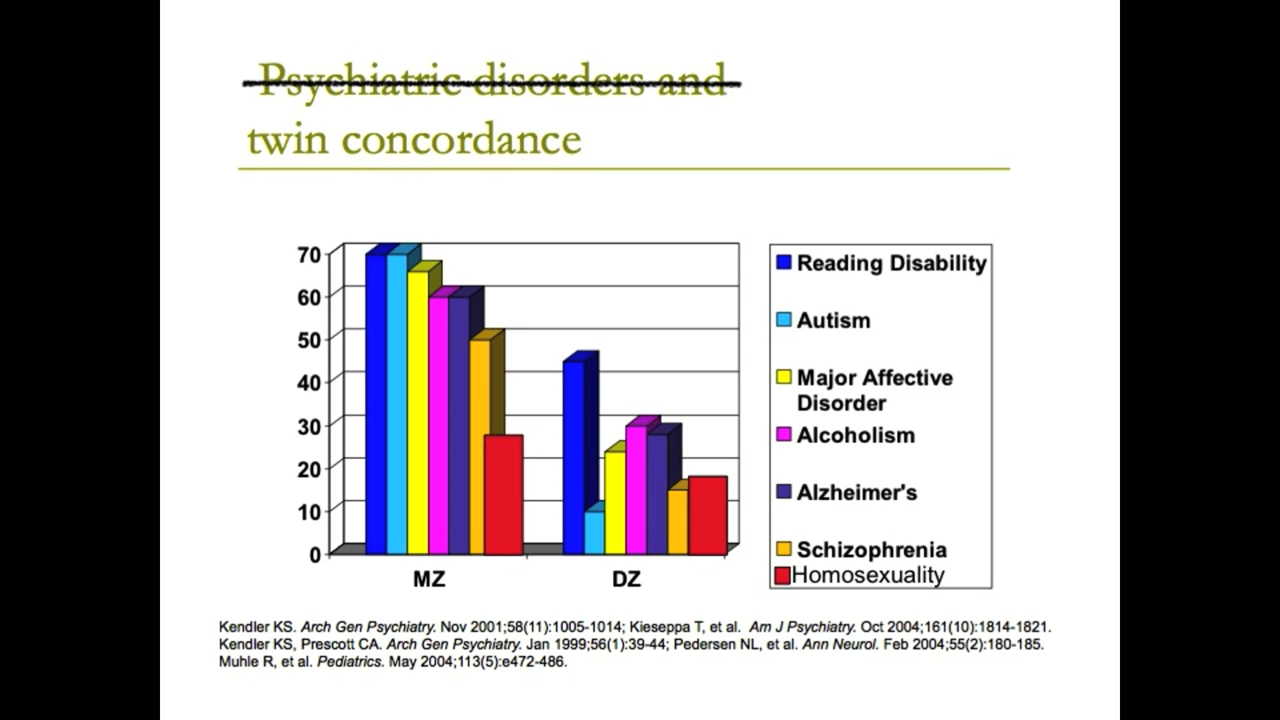 Psychiatric disorders and
twin concordance
70
60
50
40
30
20
10
0
MZ
DZ
Reading Disability
Autism
Major Affective
Disorder
Alcoholism
Alzheimer's
Schizophrenia
Homosexuality
Kendler KS. Arch Gen Psychiatry. Nov 2001;58(11):1005-1014; Kieseppa T, et al. Am J Psychiatry. Oct 2004;161(10):1814-1821.
Kendler KS, Prescott CA. Arch Gen Psychiatry. Jan 1999;56(1):39-44; Pedersen NL, et al. Ann Neurol. Feb 2004;55(2):180-185.
Muhle R, et al. Pediatrics. May 2004;113(5):e472-486.